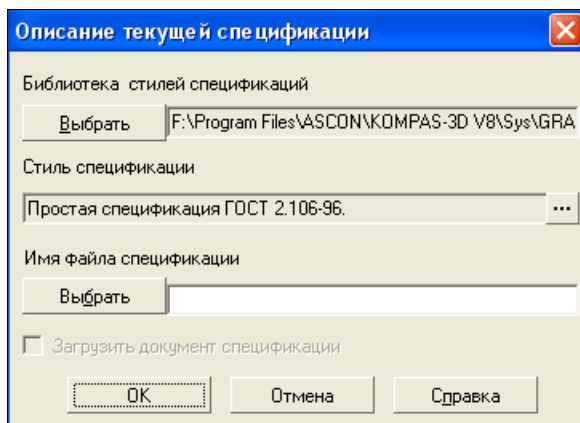 Описание текущей спецификации
Библиотека стилей спецификаций
Выбрать F:\Program Files\ASCON\KOMPAS-3D V8\Sys\GRA
Стиль спецификации
Простая спецификация ГОСТ 2.106-96. ...
Имя файла спецификации
Выбрать
Загрузить документ спецификации
OK Отмена Справка